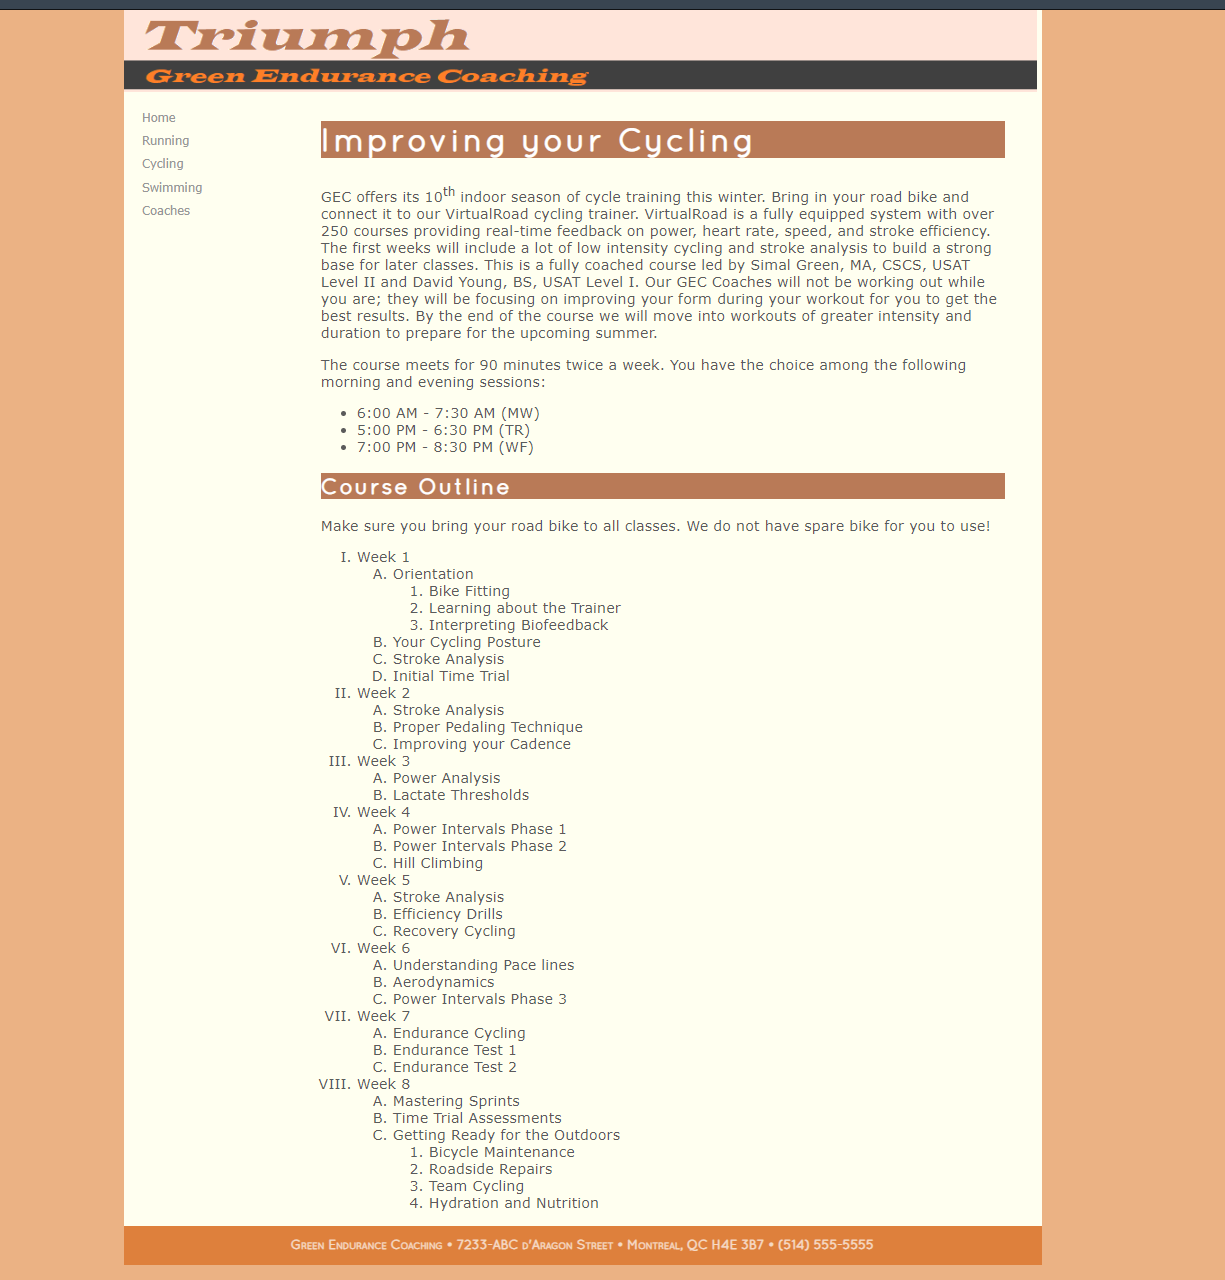 Triumph
Green Endurance Coaching
Home
Running
Cycling
Swimming
Coaches
Improving your Cycling
GEC offers its 10th indoor season of cycle training this winter. Bring in your road bike and
connect it to our VirtualRoad cycling trainer. VirtualRoad is a fully equipped system with over
250 courses providing real-time feedback on power, heart rate, speed, and stroke efficiency.
The first weeks will include a lot of low intensity cycling and stroke analysis to build a strong
base for later classes. This is a fully coached course led by Simal Green, MA, CSCS, USAT
Level II and David Young, BS, USAT Level I. Our GEC Coaches will not be working out while
you are; they will be focusing on improving your form during your workout for you to get the
best results. By the end of the course we will move into workouts of greater intensity and
duration to prepare for the upcoming summer.
The course meets for 90 minutes twice a week. You have the choice among the following
morning and evening sessions:
• 6:00 AM - 7:30 AM (MW)
• 5:00 PM - 6:30 PM (TR)
• 7:00 PM - 8:30 PM (WF)
Course Outline
Make sure you bring your road bike to all classes. We do not have spare bike for you to use!
I. Week 1
A. Orientation
1. Bike Fitting
2. Learning about the Trainer
3. Interpreting Biofeedback
B. Your Cycling Posture
C. Stroke Analysis
D. Initial Time Trial
II. Week 2
A. Stroke Analysis
B. Proper Pedaling Technique
C. Improving your Cadence
III. Week 3
A. Power Analysis
B. Lactate Thresholds
IV. Week 4
A. Power Intervals Phase 1
B. Power Intervals Phase 2
C. Hill Climbing
V. Week 5
A. Stroke Analysis
B. Efficiency Drills
C. Recovery Cycling
VI. Week 6
A. Understanding Pace lines
B. Aerodynamics
C. Power Intervals Phase 3
VII. Week 7
A. Endurance Cycling
B. Endurance Test 1
C. Endurance Test 2
VIII. Week 8
A. Mastering Sprints
B. Time Trial Assessments
C. Getting Ready for the Outdoors
1. Bicycle Maintenance
2. Roadside Repairs
3. Team Cycling
4. Hydration and Nutrition
Green Endurance Coaching • 7233-ABC d'Aragon Street • Montreal, QC H4E 3B7 • (514) 555-5555